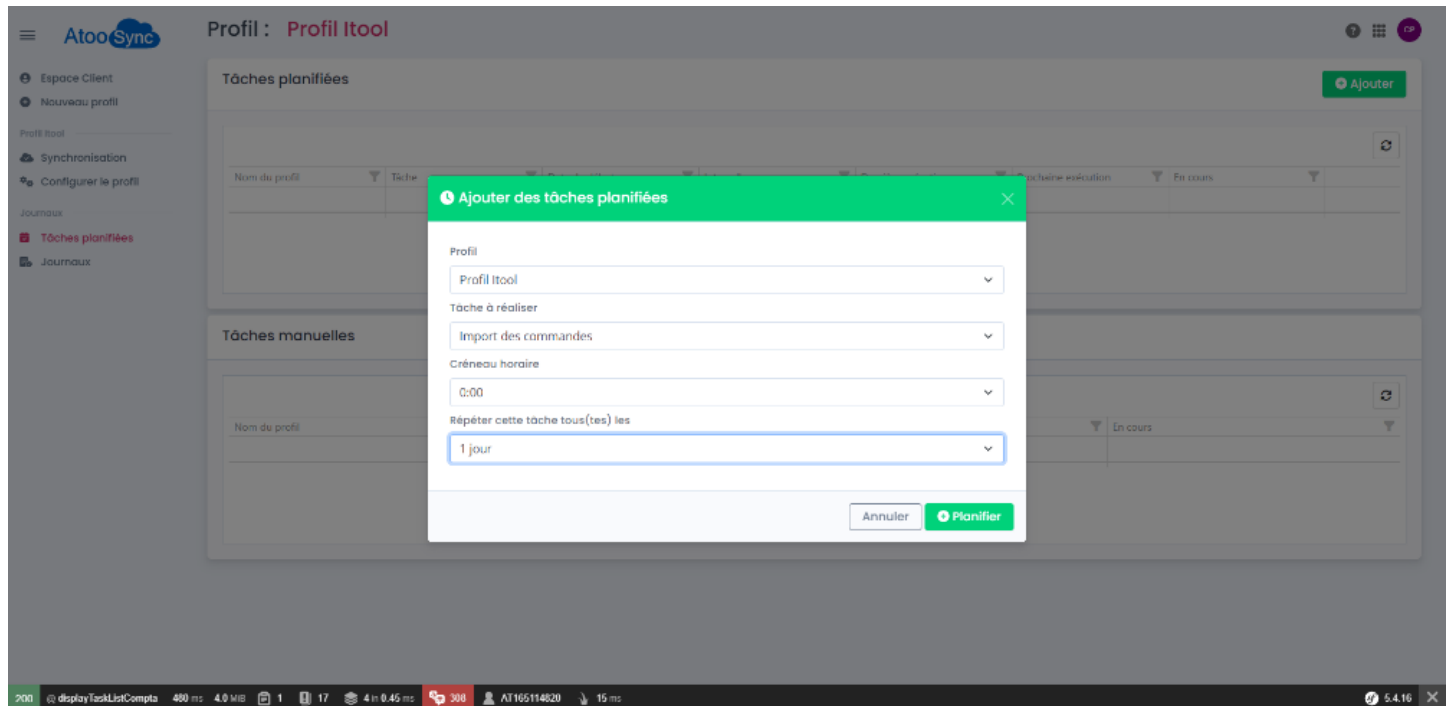 AtooSync
Profil : Profil Itool
CP
Espace Client
Nouveau profil
Profil Itool
Synchronisation
Configurer le profil
Journaux
Tâches planifiées
Journaux
Tâches planifiées
Ajouter
Nom du profil Tâche Prochaine exécution En cours
Ajouter des tâches planifiées
Profil
Profil Itool
Tâche à réaliser
Import des commandes
Créneau horaire
0:00
Répéter cette tâche tous(tes) les
1 jour
Annuler Planifier
Tâches manuelles
Nom du profil En cours
200 @ displayTaskListCompta 480 ms 4.0 MiB 1 17 4 in 0.45 ms 308 AT165114820 15 ms 5.4.16